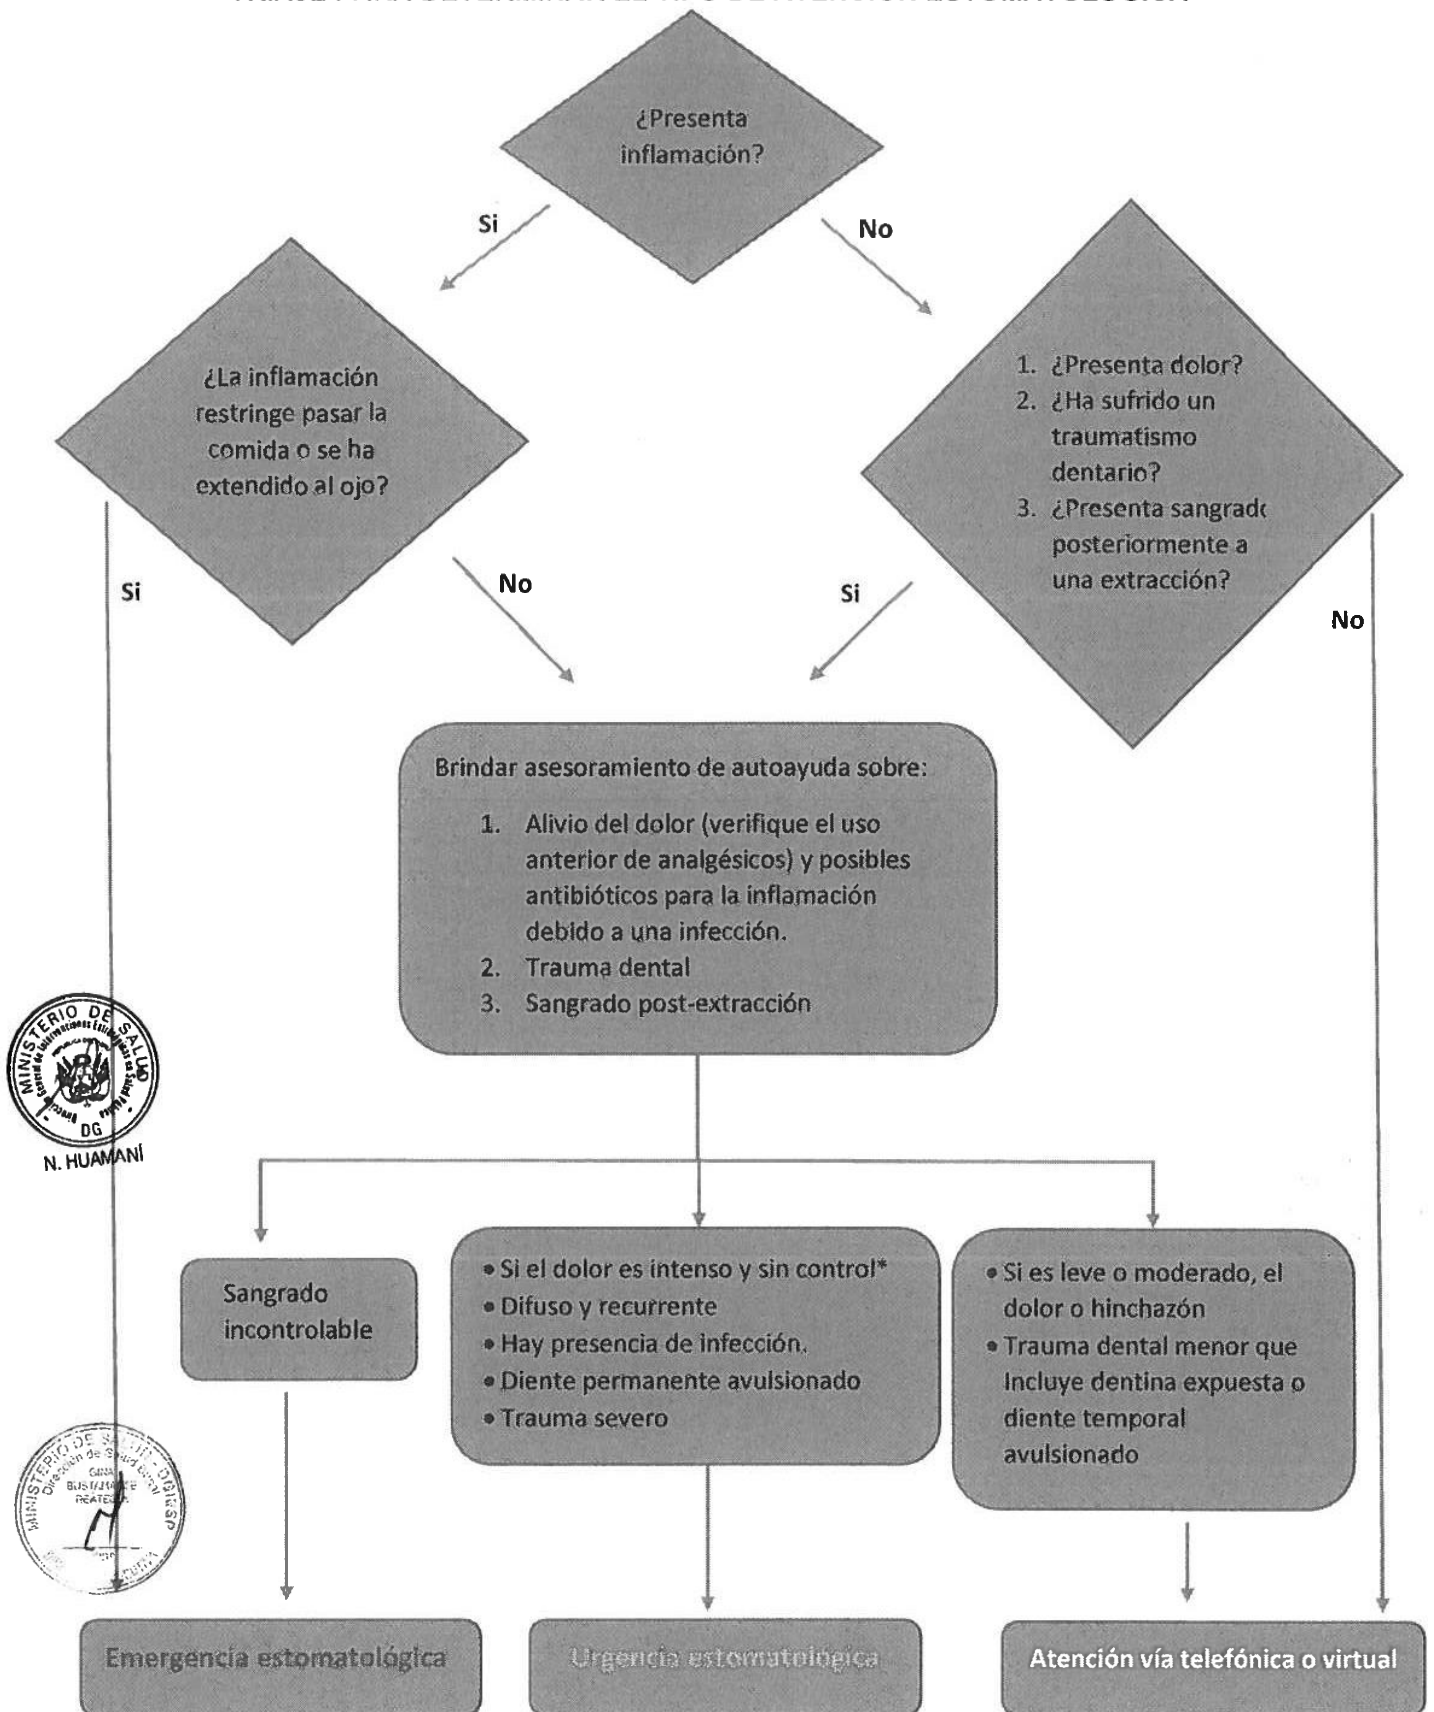 ¿Presenta
inflamación?
Si
No
¿La inflamación
restringe pasar la
comida o se ha
extendido al ojo?
1. ¿Presenta dolor?
2. ¿Ha sufrido un
traumatismo
dentario?
3. ¿Presenta sangrado
posteriormente a
una extracción?
Si
No
Si
No
Brindar asesoramiento de autoayuda sobre:
1. Alivio del dolor (verifique el uso
anterior de analgésicos) y posibles
antibióticos para la inflamación
debido a una infección.
2. Trauma dental
3. Sangrado post-extracción
MINISTERIO DE SALUD
DG
N. HUAMANÍ
Sangrado
incontrolable
• Si el dolor es intenso y sin control*
• Difuso y recurrente
• Hay presencia de infección.
• Diente permanente avulsionado
• Trauma severo
• Si es leve o moderado, el
dolor o hinchazón
• Trauma dental menor que
Incluye dentina expuesta o
diente temporal
avulsionado
MINISTERIO DE SALUD - DGIESP
Emergencia estomatológica
Urgencia estomatológica
Atención vía telefónica o virtual